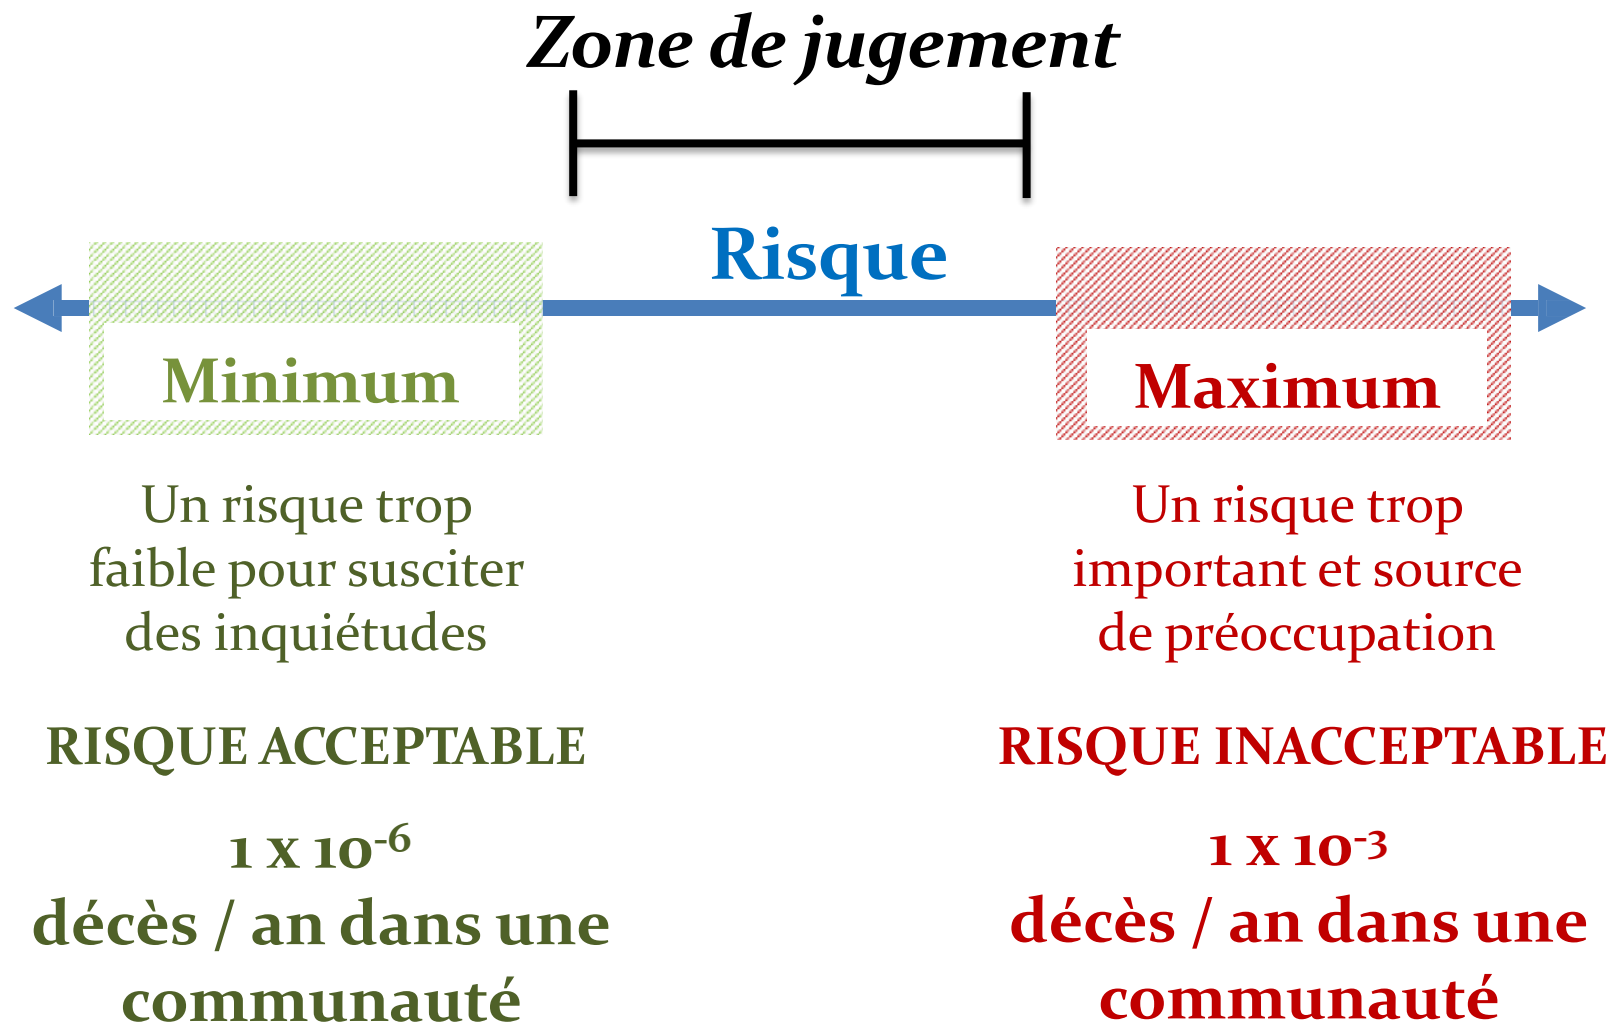 Zone de jugement
Risque
Minimum
Maximum
Un risque trop
faible pour susciter
des inquiétudes
Un risque trop
important et source
de préoccupation
RISQUE ACCEPTABLE
RISQUE INACCEPTABLE
1 x 10⁻⁶
décès / an dans une
communauté
1 x 10⁻³
décès / an dans une
communauté